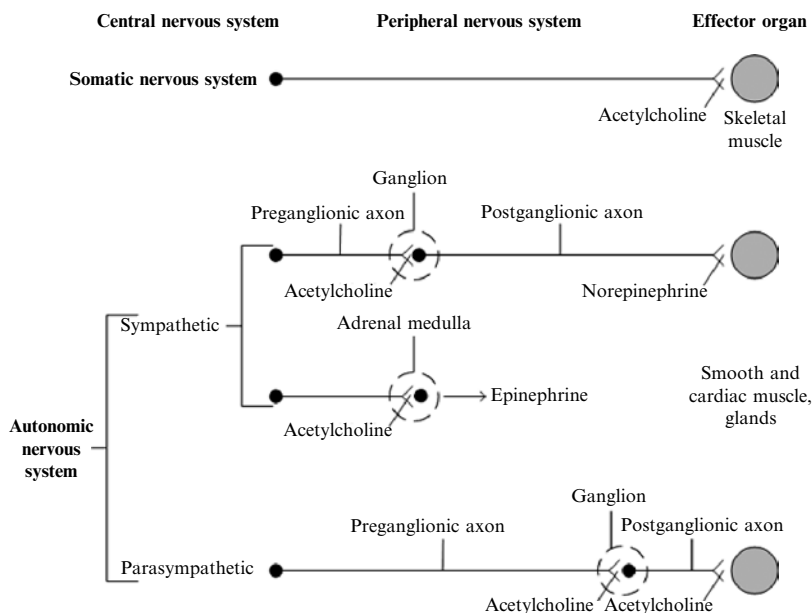 Central nervous system
Peripheral nervous system
Effector organ
Somatic nervous system
Acetylcholine
Skeletal
muscle
Ganglion
Preganglionic axon
Postganglionic axon
Acetylcholine
Norepinephrine
Sympathetic
Adrenal medulla
Epinephrine
Acetylcholine
Smooth and
cardiac muscle,
glands
Autonomic
nervous
system
Ganglion
Preganglionic axon
Postganglionic axon
Parasympathetic
Acetylcholine
Acetylcholine